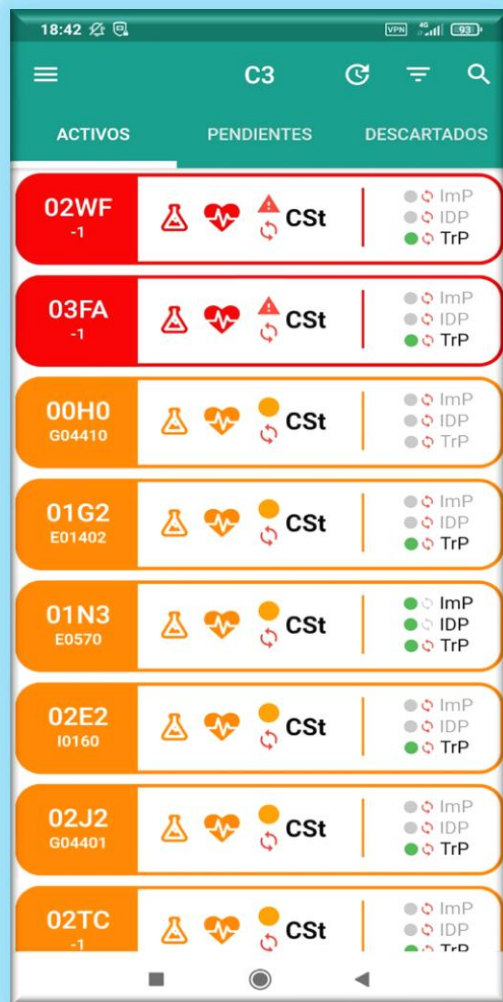 18:42 VPN 4G 93
C3
ACTIVOS PENDIENTES DESCARTADOS
02WF
-1
CSt
ImP
IDP
TrP
03FA
-1
CSt
ImP
IDP
TrP
00H0
G04410
CSt
ImP
IDP
TrP
01G2
E01402
CSt
ImP
IDP
TrP
01N3
E0570
CSt
ImP
IDP
TrP
02E2
I0160
CSt
ImP
IDP
TrP
02J2
G04401
CSt
ImP
IDP
TrP
02TC
-1
CSt
ImP
IDP
TrP